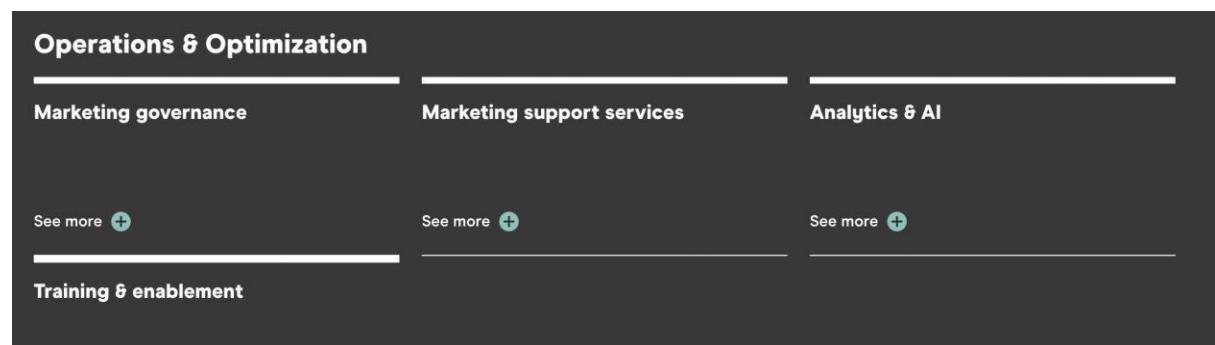 Operations & Optimization
Marketing governance
Marketing support services
Analytics & AI
See more
See more
See more
Training & enablement